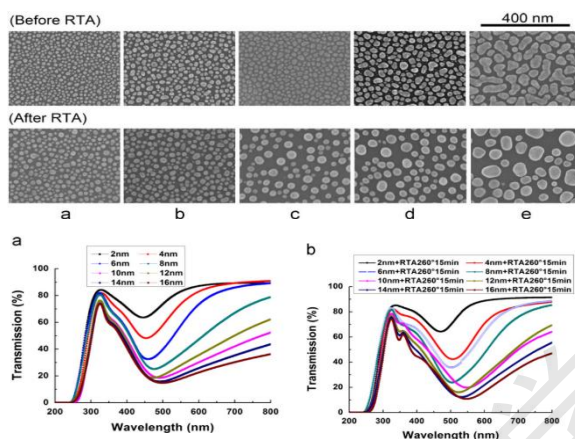 (Before RTA)
400 nm
(After RTA)
a b c d e
a
2nm 4nm
6nm 8nm
10nm 12nm
14nm 16nm
Transmission (%)
100
80
60
40
20
0
200 300 400 500 600 700 800
Wavelength (nm)
b
2nm+RTA260°15min 4nm+RTA260°15min
6nm+RTA260°15min 8nm+RTA260°15min
10nm+RTA260°15min 12nm+RTA260°15min
14nm+RTA260°15min 16nm+RTA260°15min
Transmission (%)
100
80
60
40
20
0
200 300 400 500 600 700 800
Wavelength (nm)